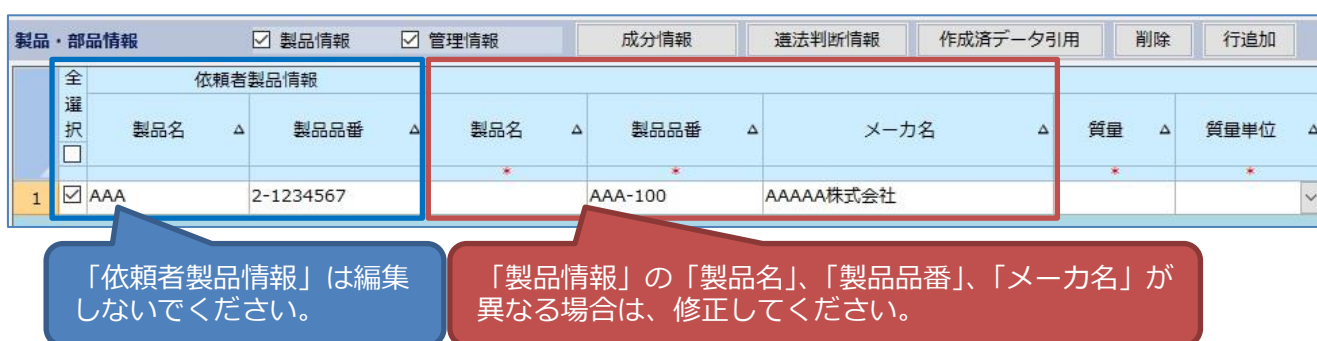 製品・部品情報 ☑ 製品情報 ☑ 管理情報 成分情報 遵法判断情報 作成済データ引用 削除 行追加
全選択 依頼者製品情報
製品名 △ 製品品番 △ 製品名 △ 製品品番 △ メーカ名 △ 質量 △ 質量単位 △
* * * *
1 ☑ AAA 2-1234567 AAA-100 AAAAA株式会社
「依頼者製品情報」は編集
しないでください。
「製品情報」の「製品名」、「製品品番」、「メーカ名」が
異なる場合は、修正してください。